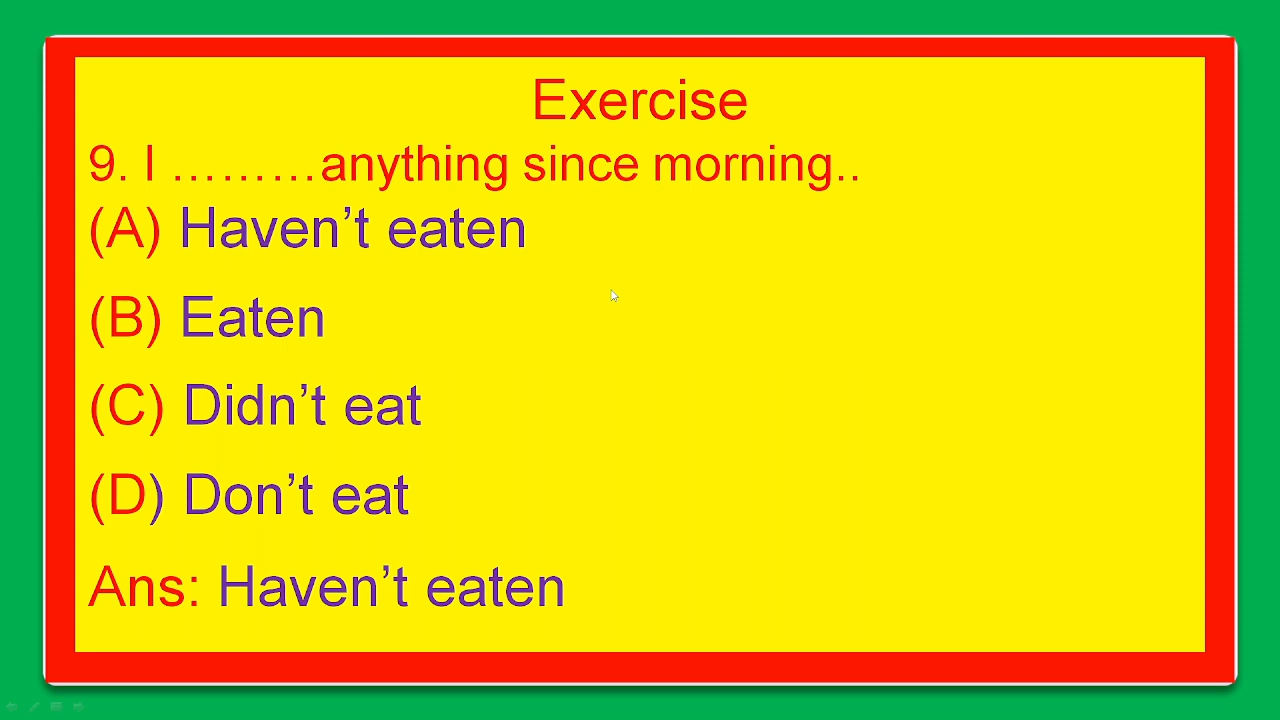 Exercise
9. I ………anything since morning..
(A) Haven’t eaten
(B) Eaten
(C) Didn’t eat
(D) Don’t eat
Ans: Haven’t eaten